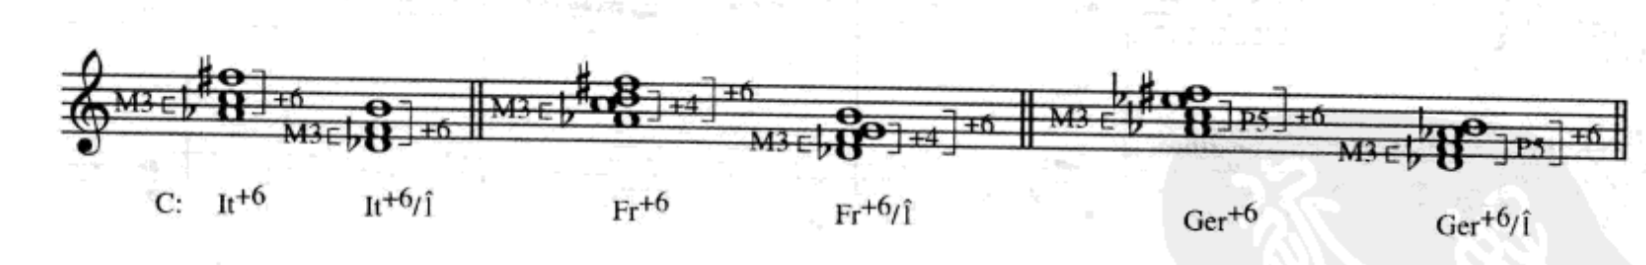 M3 +6 M3 +6 M3 +4 +6 M3 +4 +6 M3 P5 +6 M3 P5 +6
C: It+6 It+6/Î Fr+6 Fr+6/Î Ger+6 Ger+6/Î